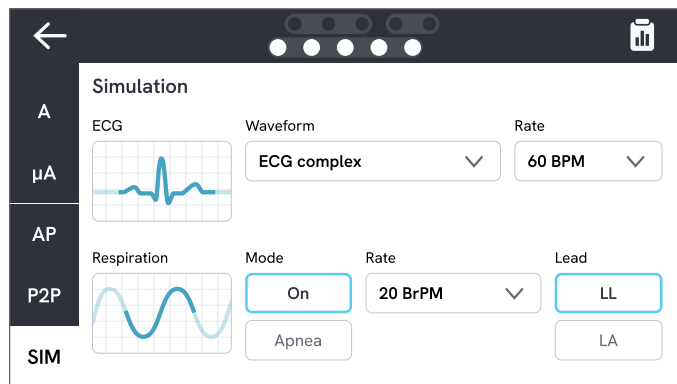 Simulation
A
μA
AP
P2P
SIM
ECG
Waveform
Rate
ECG complex
60 BPM
Respiration
Mode
Rate
Lead
On
20 BrPM
LL
Apnea
LA